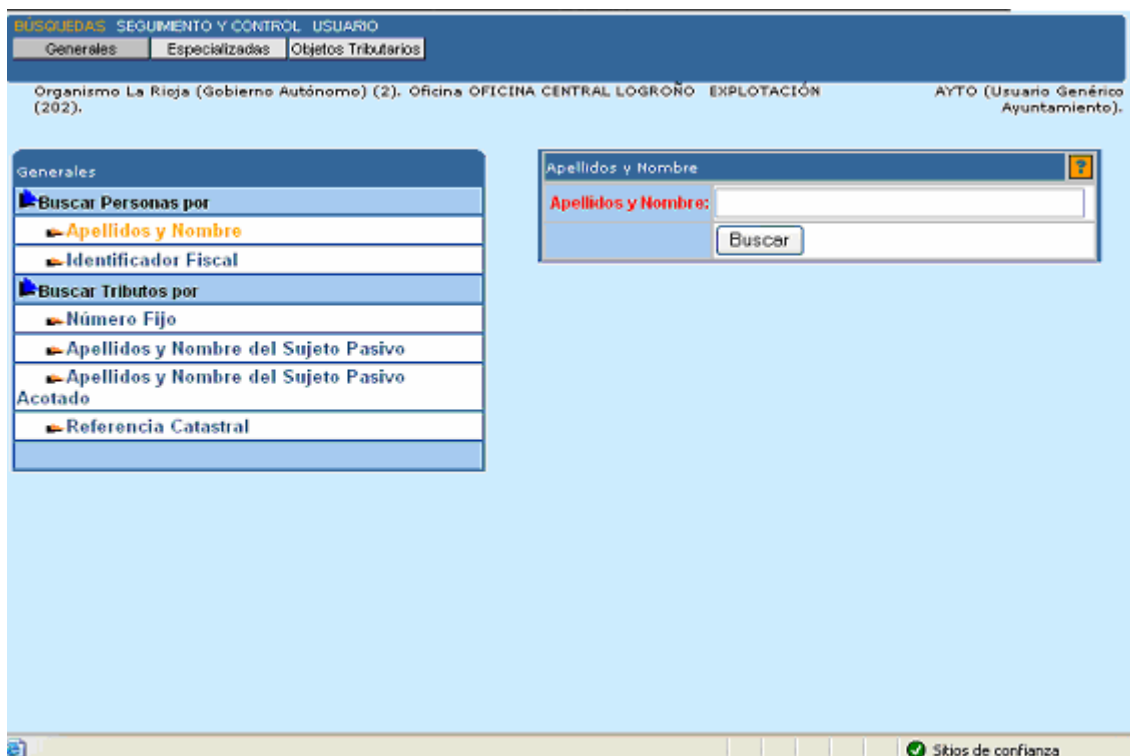 BÚSQUEDAS SEGUIMIENTO Y CONTROL USUARIO
Generales Especializadas Objetos Tributarios
Organismo La Rioja (Gobierno Autónomo) (2). Oficina OFICINA CENTRAL LOGROÑO EXPLOTACIÓN
(202).
AYTO (Usuario Genérico
Ayuntamiento).
Generales
Buscar Personas por
Apellidos y Nombre
Identificador Fiscal
Buscar Tributos por
Número Fijo
Apellidos y Nombre del Sujeto Pasivo
Apellidos y Nombre del Sujeto Pasivo
Acotado
Referencia Catastral
Apellidos y Nombre ?
Apellidos y Nombre:
Buscar
Sitios de confianza